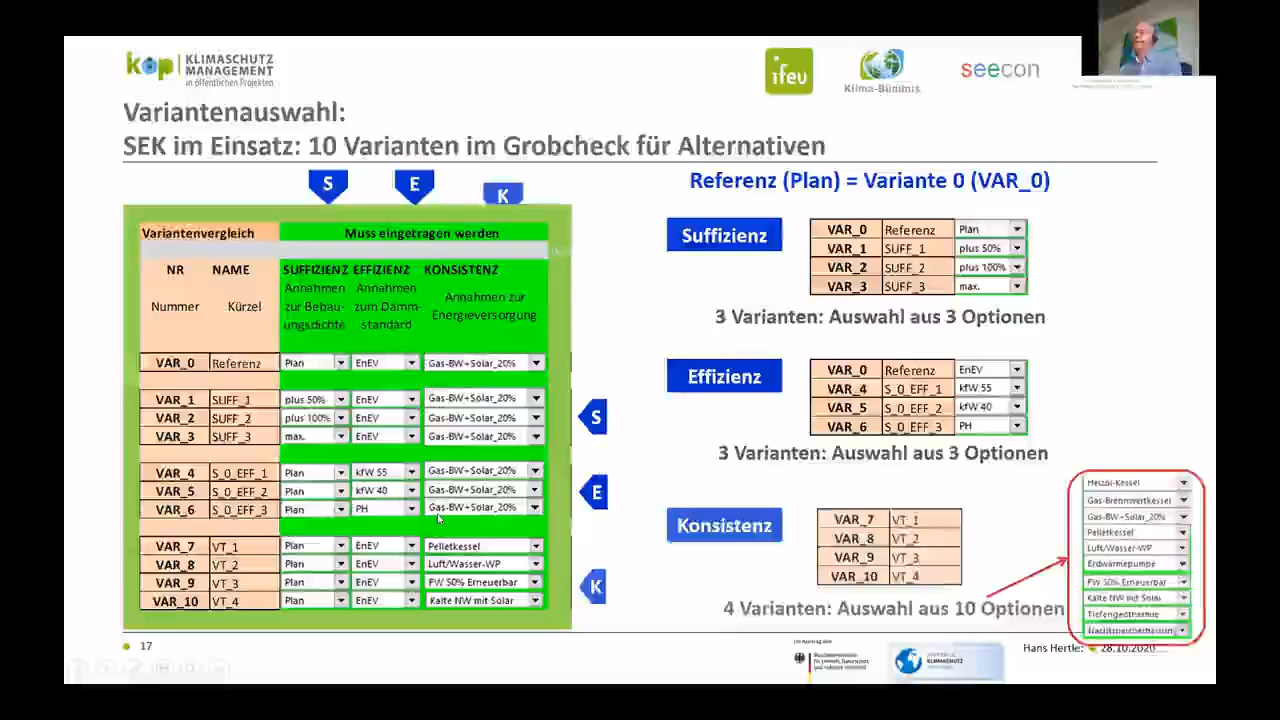 kop KLIMASCHUTZ
MANAGEMENT
in öffentlichen Projekten
ifeu
Klima-Bündnis
seecon
Variantenauswahl:
SEK im Einsatz: 10 Varianten im Grobcheck für Alternativen
S E K
Variantenvergleich Muss eingetragen werden
NR NAME SUFFIZIENZ EFFIZIENZ KONSISTENZ
Nummer Kürzel Annahmen zur Bebau-ungsdichte Annahmen zum Dämm-standard Annahmen zur Energieversorgung
VAR_0 Referenz Plan EnEV Gas-BW+Solar_20%
VAR_1 SUFF_1 plus 50% EnEV Gas-BW+Solar_20%
VAR_2 SUFF_2 plus 100% EnEV Gas-BW+Solar_20%
VAR_3 SUFF_3 max. EnEV Gas-BW+Solar_20%
S
VAR_4 S_0_EFF_1 Plan kfW 55 Gas-BW+Solar_20%
VAR_5 S_0_EFF_2 Plan kfW 40 Gas-BW+Solar_20%
VAR_6 S_0_EFF_3 Plan PH Gas-BW+Solar_20%
E
VAR_7 VT_1 Plan EnEV Pelletkessel
VAR_8 VT_2 Plan EnEV Luft/Wasser-WP
VAR_9 VT_3 Plan EnEV FW 50% Erneuerbar
VAR_10 VT_4 Plan EnEV Kalte NW mit Solar
K
Referenz (Plan) = Variante 0 (VAR_0)
Suffizienz
VAR_0 Referenz Plan
VAR_1 SUFF_1 plus 50%
VAR_2 SUFF_2 plus 100%
VAR_3 SUFF_3 max.
3 Varianten: Auswahl aus 3 Optionen
Effizienz
VAR_0 Referenz EnEV
VAR_4 S_0_EFF_1 kfW 55
VAR_5 S_0_EFF_2 kfW 40
VAR_6 S_0_EFF_3 PH
3 Varianten: Auswahl aus 3 Optionen
Konsistenz
VAR_7 VT_1
VAR_8 VT_2
VAR_9 VT_3
VAR_10 VT_4
4 Varianten: Auswahl aus 10 Optionen
Heizöl-Kessel
Gas-Brennwertkessel
Gas-BW+Solar_20%
Pelletkessel
Luft/Wasser-WP
Erdwärmepumpe
FW 50% Erneuerbar
Kalte NW mit Solar
Tiefengeothermie
17
Im Auftrag des
KLIMASCHUTZ
Hans Hertle: 28.10.2020